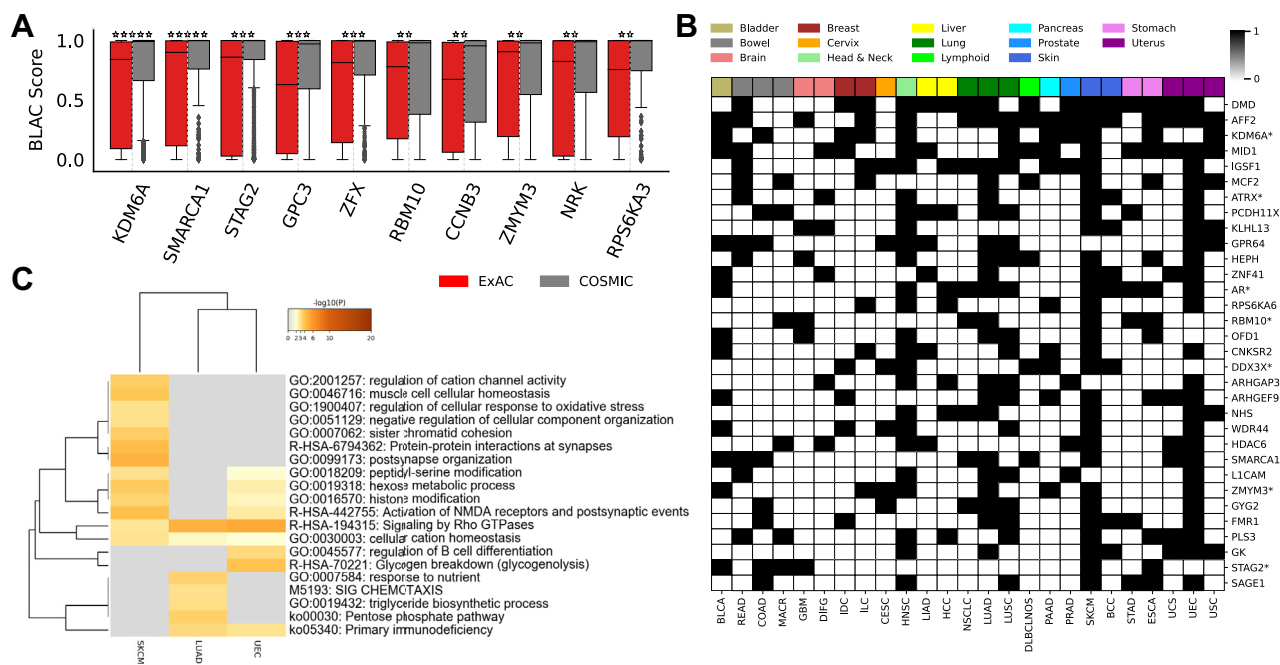 A
☆☆☆☆☆ ☆☆☆☆☆ ☆☆☆ ☆☆☆ ☆☆☆ ☆☆ ☆☆ ☆☆ ☆☆ ☆☆
BLAC Score
1.0
0.5
0.0
KDM6A
SMARCA1
STAG2
GPC3
ZFX
RBM10
CCNB3
ZMYM3
NRK
RPS6KA3
ExAC
COSMIC
B
Bladder
Bowel
Brain
Breast
Cervix
Head & Neck
Liver
Lung
Lymphoid
Pancreas
Prostate
Skin
Stomach
Uterus
1
0
DMD
AFF2
KDM6A*
MID1
IGSF1
MCF2
ATRX*
PCDH11X
KLHL13
GPR64
HEPH
ZNF41
AR*
RPS6KA6
RBM10*
OFD1
CNKSR2
DDX3X*
ARHGAP3
ARHGEF9
NHS
WDR44
HDAC6
SMARCA1
L1CAM
ZMYM3*
GYG2
FMR1
PLS3
GK
STAG2*
SAGE1
BLCA
READ
COAD
MACR
GBM
DIFG
IDC
ILC
CESC
HNSC
LIAD
HCC
NSCLC
LUAD
LUSC
DLBCLNOS
PAAD
PRAD
SKCM
BCC
STAD
ESCA
UCS
UEC
USC
C
-log10(P)
0 2 3 4 6 10 20
GO:2001257: regulation of cation channel activity
GO:0046716: muscle cell cellular homeostasis
GO:1900407: regulation of cellular response to oxidative stress
GO:0051129: negative regulation of cellular component organization
GO:0007062: sister chromatid cohesion
R-HSA-6794362: Protein-protein interactions at synapses
GO:0099173: postsynapse organization
GO:0018209: peptidyl-serine modification
GO:0019318: hexose metabolic process
GO:0016570: histone modification
R-HSA-442755: Activation of NMDA receptors and postsynaptic events
R-HSA-194315: Signaling by Rho GTPases
GO:0030003: cellular cation homeostasis
GO:0045577: regulation of B cell differentiation
R-HSA-70221: Glycogen breakdown (glycogenolysis)
GO:0007584: response to nutrient
M5193: SIG CHEMOTAXIS
GO:0019432: triglyceride biosynthetic process
ko00030: Pentose phosphate pathway
ko05340: Primary immunodeficiency
SKCM
LUAD
UEC